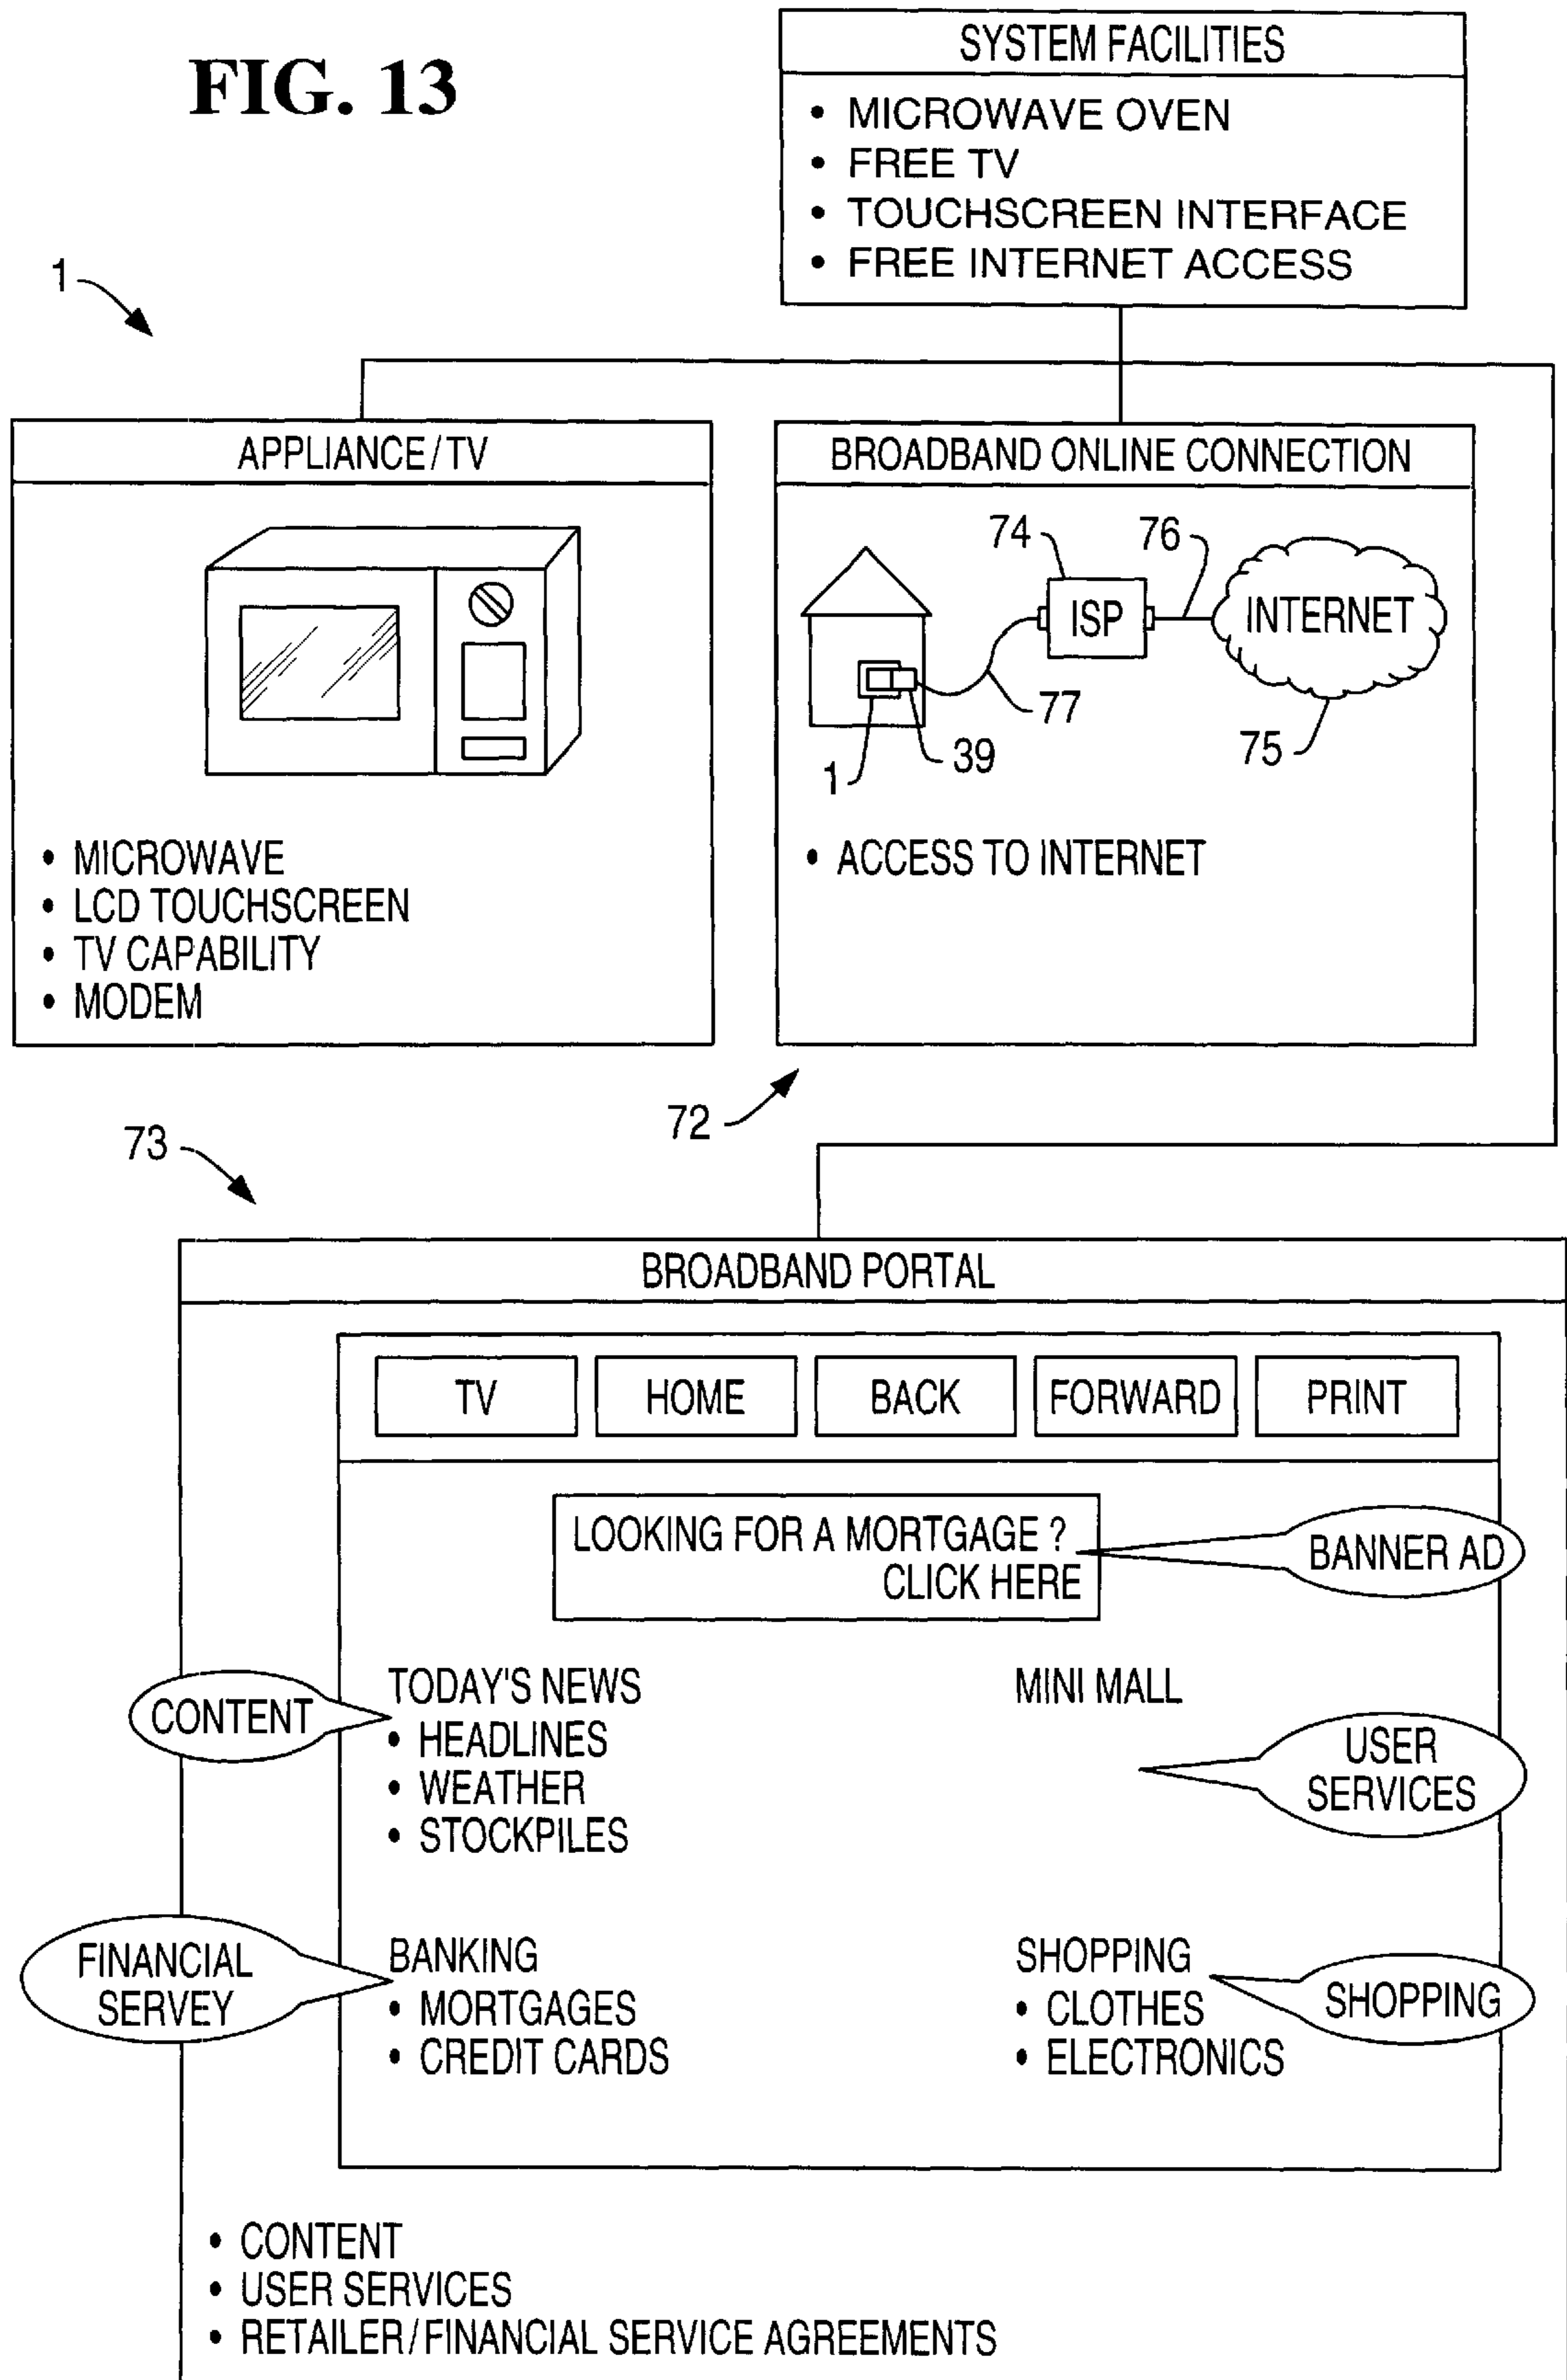 FIG. 13
SYSTEM FACILITIES
• MICROWAVE OVEN
• FREE TV
• TOUCHSCREEN INTERFACE
• FREE INTERNET ACCESS
1
APPLIANCE/TV
• MICROWAVE
• LCD TOUCHSCREEN
• TV CAPABILITY
• MODEM
BROADBAND ONLINE CONNECTION
74
76
ISP
INTERNET
77
75
39
1
• ACCESS TO INTERNET
72
73
BROADBAND PORTAL
TV
HOME
BACK
FORWARD
PRINT
LOOKING FOR A MORTGAGE ?
CLICK HERE
BANNER AD
CONTENT
TODAY'S NEWS
• HEADLINES
• WEATHER
• STOCKPILES
MINI MALL
USER
SERVICES
FINANCIAL
SERVEY
BANKING
• MORTGAGES
• CREDIT CARDS
SHOPPING
• CLOTHES
• ELECTRONICS
SHOPPING
• CONTENT
• USER SERVICES
• RETAILER/FINANCIAL SERVICE AGREEMENTS